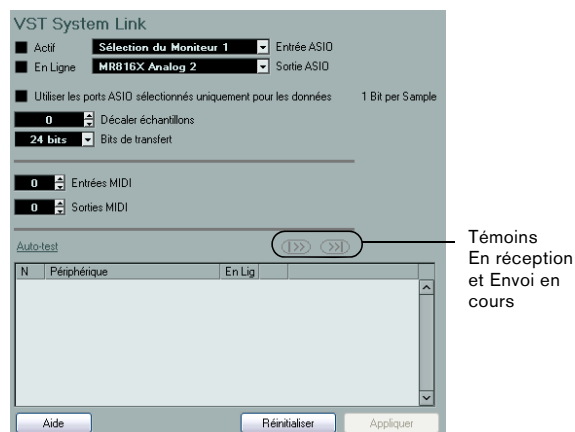 VST System Link
Actif
Sélection du Moniteur 1
Entrée ASIO
En Ligne
MR816X Analog 2
Sortie ASIO
Utiliser les ports ASIO sélectionnés uniquement pour les données
1 Bit per Sample
0
Décaler échantillons
24 bits
Bits de transfert
0
Entrées MIDI
0
Sorties MIDI
Auto-test
Témoins
En réception
et Envoi en
cours
N
Périphérique
En Lig
Aide
Réinitialiser
Appliquer